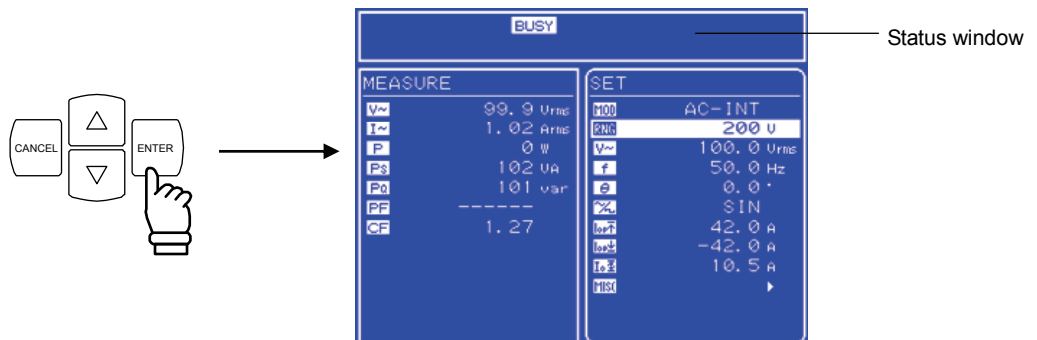 BUSY
Status window
CANCEL
ENTER
MEASURE
V~ 99.9 Vrms
I~ 1.02 Arms
P 0 W
PS 102 VA
PQ 101 var
PF ------
CF 1.27
SET
MOD AC-INT
RNG 200 V
V~ 100.0 Vrms
f 50.0 Hz
θ 0.0 °
SIN
42.0 A
-42.0 A
10.5 A
MISC